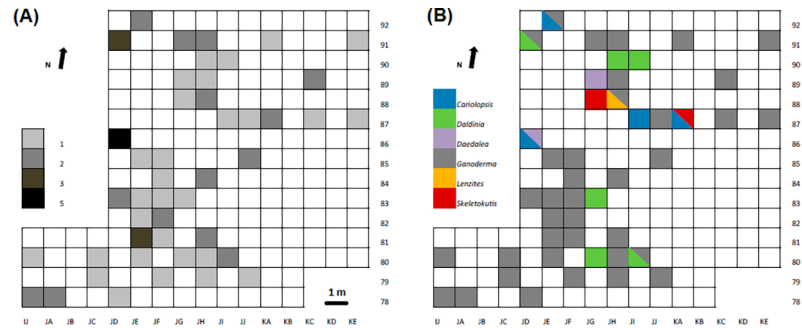 (A)
N
1
2
3
5
92
91
90
89
88
87
86
85
84
83
82
81
80
79
78
1 m
IJ JA JB JC JD JE JF JG JH JI JJ KA KB KC KD KE
(B)
N
Coriolopsis
Daldinia
Daedalea
Ganoderma
Lenzites
Skeletokutis
92
91
90
89
88
87
86
85
84
83
82
81
80
79
78
IJ JA JB JC JD JE JF JG JH JI JJ KA KB KC KD KE